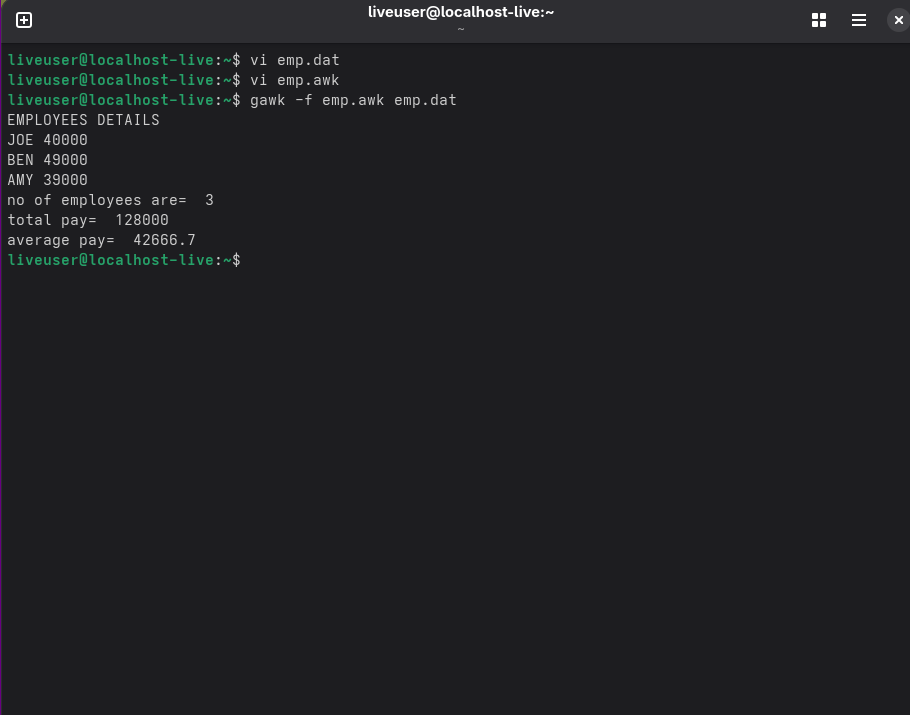 liveuser@localhost-live:~
~
liveuser@localhost-live:~$ vi emp.dat
liveuser@localhost-live:~$ vi emp.awk
liveuser@localhost-live:~$ gawk -f emp.awk emp.dat
EMPLOYEES DETAILS
JOE 40000
BEN 49000
AMY 39000
no of employees are=  3
total pay=  128000
average pay=  42666.7
liveuser@localhost-live:~$